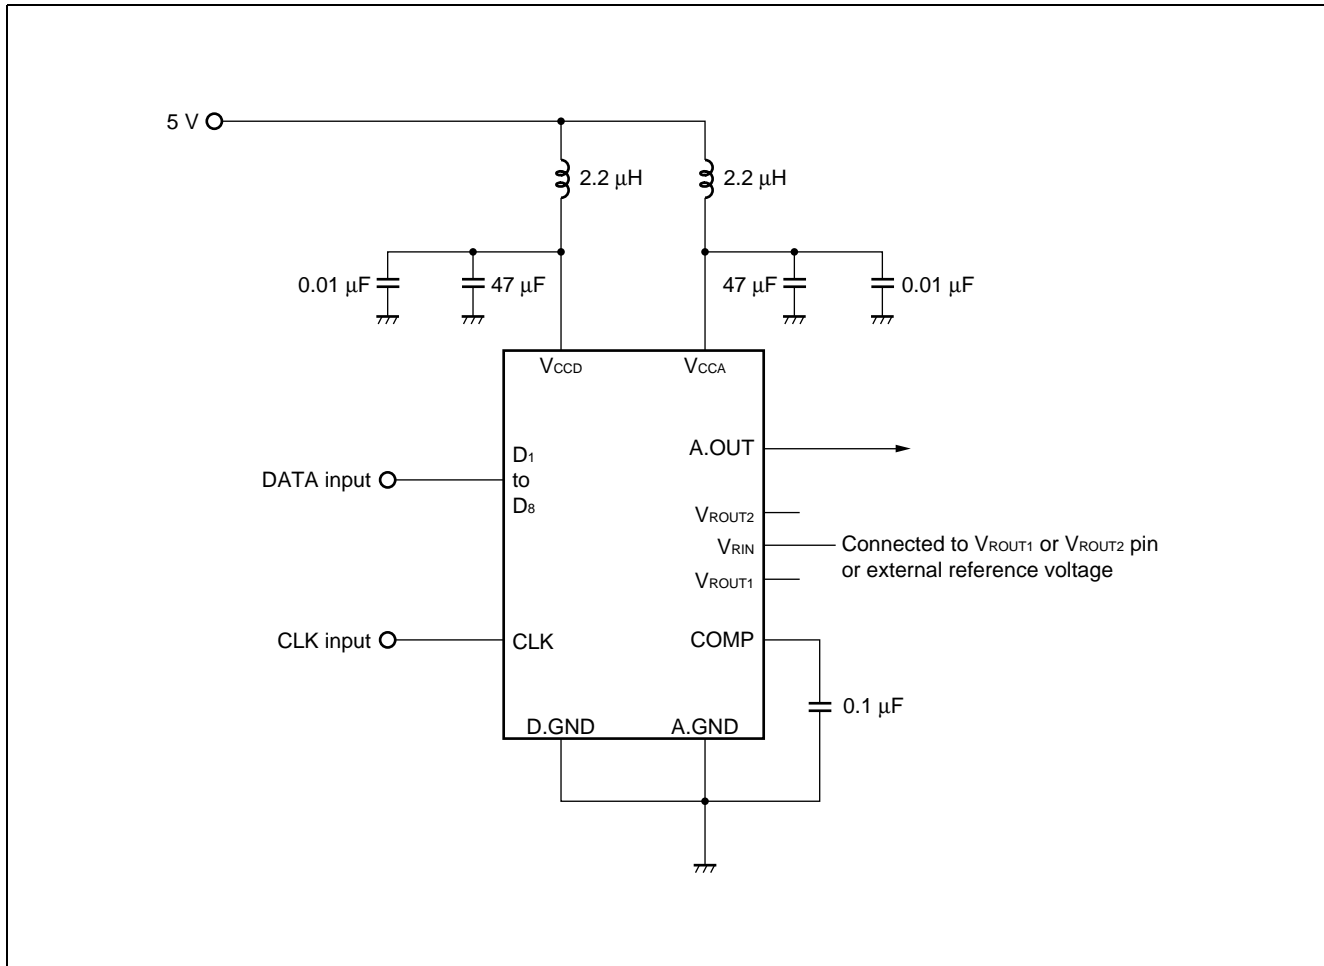 5 V
2.2 μH
2.2 μH
0.01 μF
47 μF
47 μF
0.01 μF
VCCD
VCCA
D1
to
D8
DATA input
A.OUT
VROUT2
VRIN
Connected to VROUT1 or VROUT2 pin
or external reference voltage
VROUT1
CLK input
CLK
COMP
0.1 μF
D.GND
A.GND